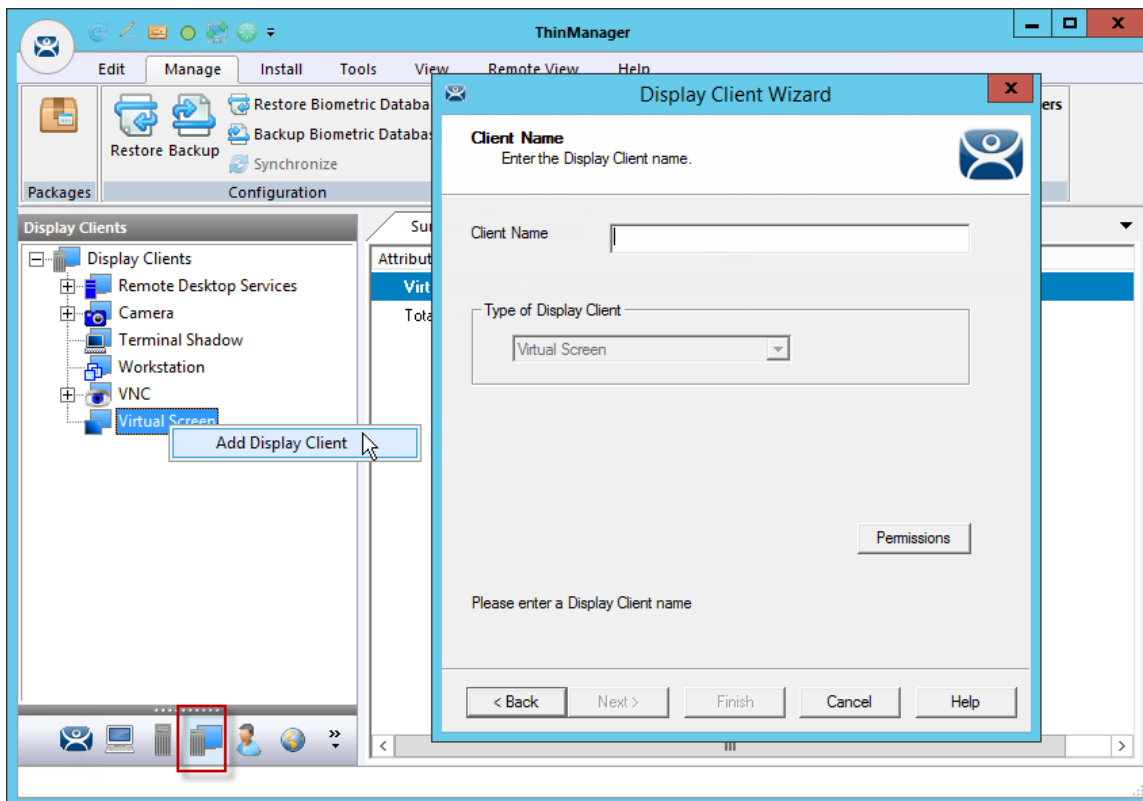 ThinManager
Edit Manage Install Tools View Remote View Help
Restore Backup
Restore Biometric Databa
Backup Biometric Databas
Synchronize
ers
Packages
Configuration
Display Clients
Display Clients
Remote Desktop Services
Camera
Terminal Shadow
Workstation
VNC
Virtual Screen
Add Display Client
Sur
Attribut
Virt
Tota
Display Client Wizard
Client Name
Enter the Display Client name.
Client Name
Type of Display Client
Virtual Screen
Permissions
Please enter a Display Client name
< Back Next > Finish Cancel Help